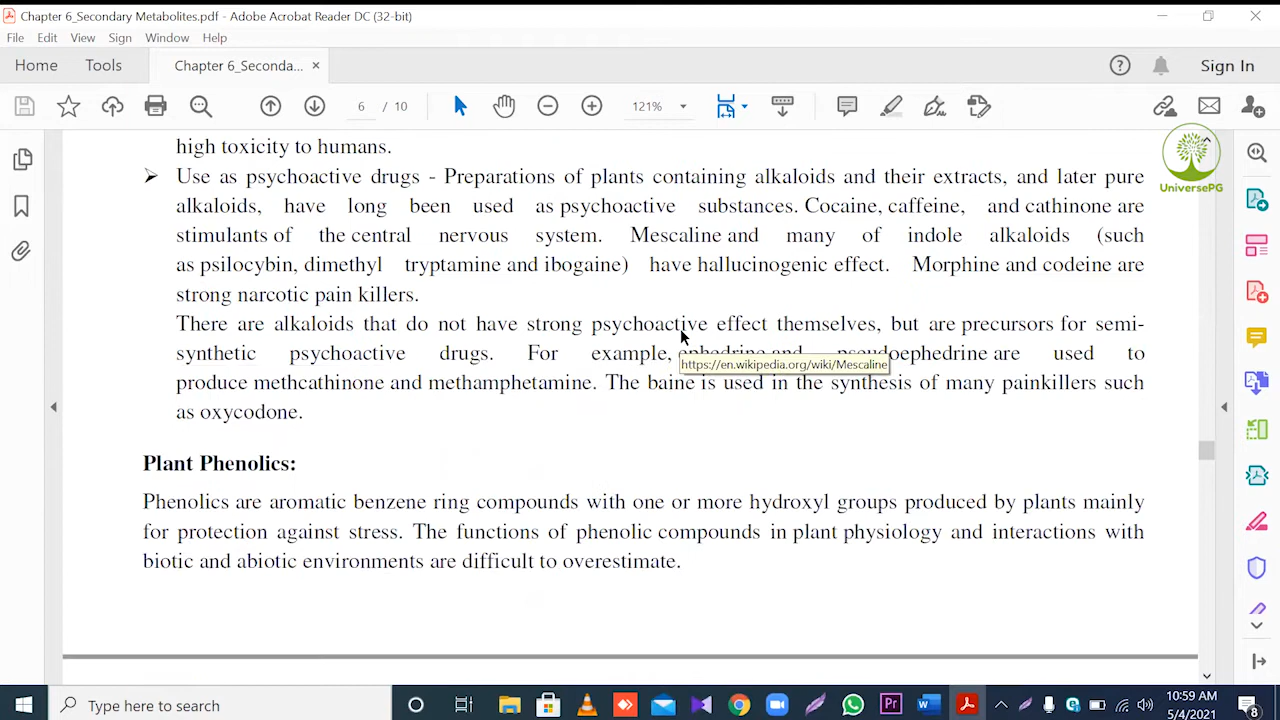 Chapter 6_Secondary Metabolites.pdf - Adobe Acrobat Reader DC (32-bit)
File Edit View Sign Window Help
Home Tools Chapter 6_Seconda... × Sign In
6 / 10 121%
high toxicity to humans.
Use as psychoactive drugs - Preparations of plants containing alkaloids and their extracts, and later pure
alkaloids, have long been used as psychoactive substances. Cocaine, caffeine, and cathinone are
stimulants of the central nervous system. Mescaline and many of indole alkaloids (such
as psilocybin, dimethyl tryptamine and ibogaine) have hallucinogenic effect. Morphine and codeine are
strong narcotic pain killers.
There are alkaloids that do not have strong psychoactive effect themselves, but are precursors for semi-
synthetic psychoactive drugs. For example, ephedrine and pseudoephedrine are used to
https://en.wikipedia.org/wiki/Mescaline
produce methcathinone and methamphetamine. The baine is used in the synthesis of many painkillers such
as oxycodone.
Plant Phenolics:
Phenolics are aromatic benzene ring compounds with one or more hydroxyl groups produced by plants mainly
for protection against stress. The functions of phenolic compounds in plant physiology and interactions with
biotic and abiotic environments are difficult to overestimate.
UniversePG
Type here to search
10:59 AM
5/4/2021
8